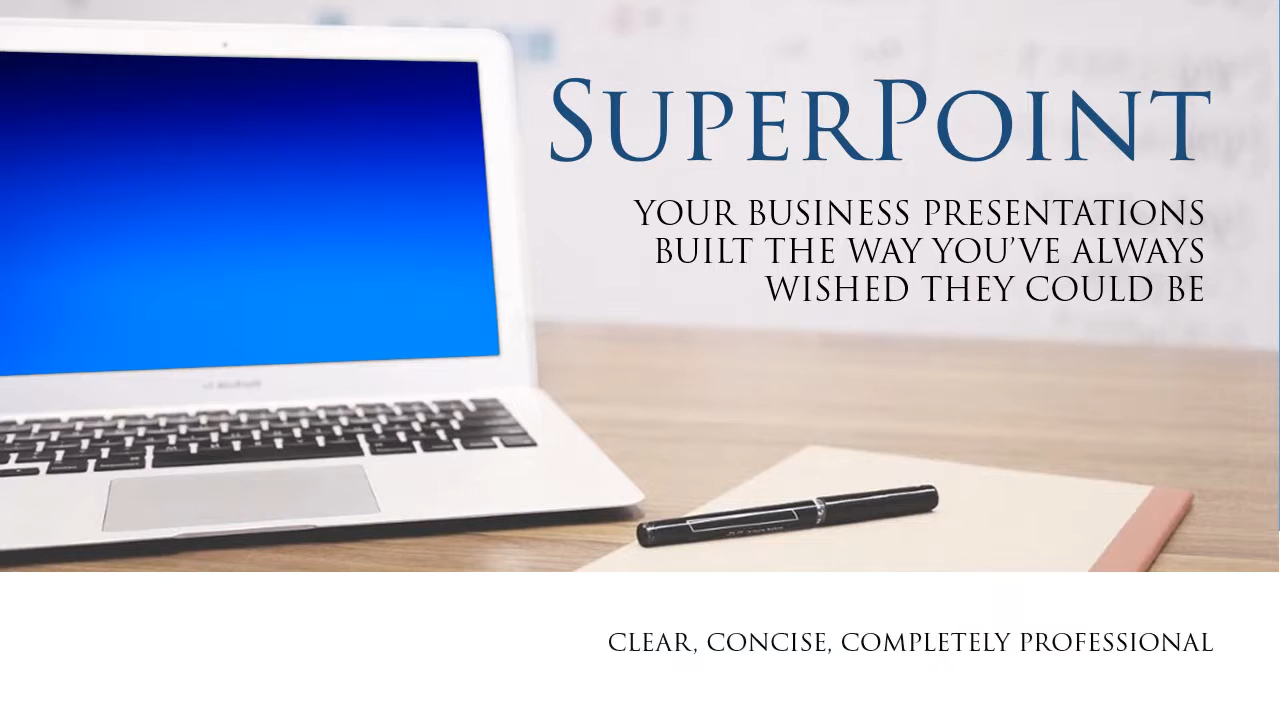 SUPERPOINT
YOUR BUSINESS PRESENTATIONS
BUILT THE WAY YOU'VE ALWAYS
WISHED THEY COULD BE
CLEAR, CONCISE, COMPLETELY PROFESSIONAL